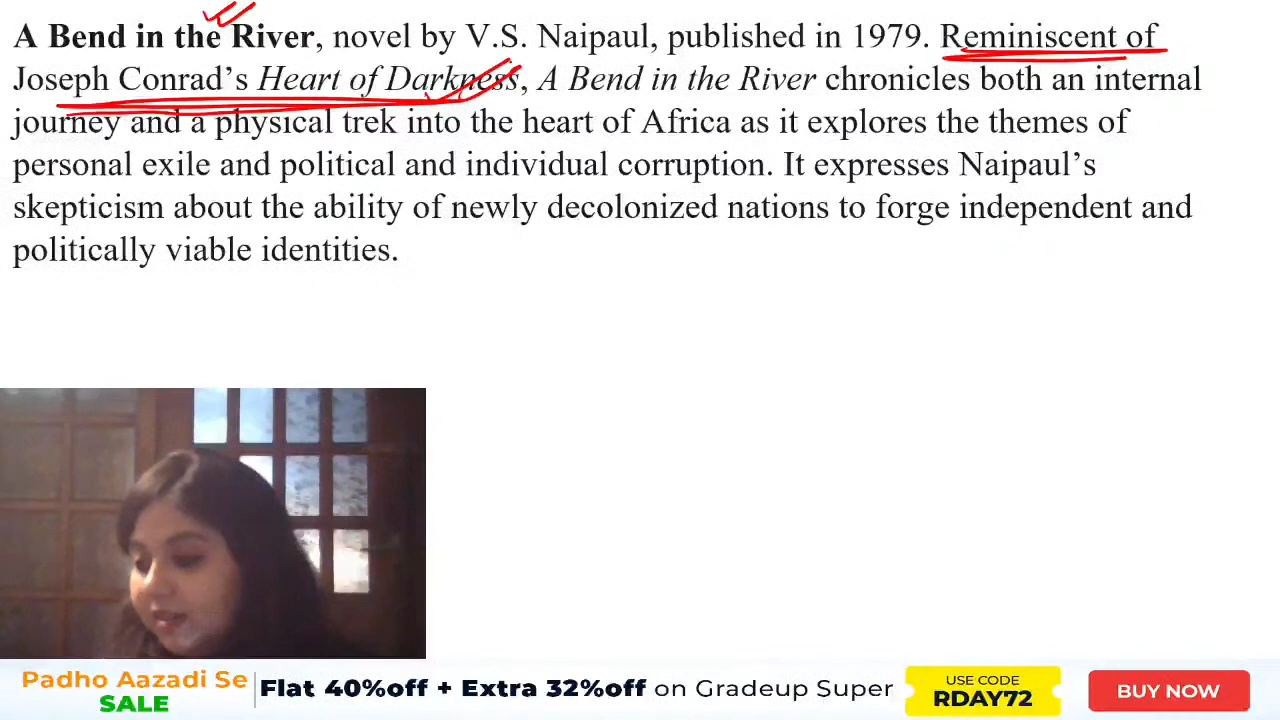 A Bend in the River, novel by V.S. Naipaul, published in 1979. Reminiscent of
Joseph Conrad's Heart of Darkness, A Bend in the River chronicles both an internal
journey and a physical trek into the heart of Africa as it explores the themes of
personal exile and political and individual corruption. It expresses Naipaul's
skepticism about the ability of newly decolonized nations to forge independent and
politically viable identities.
Padho Aazadi Se
SALE
Flat 40%off + Extra 32%off on Gradeup Super
USE CODE
RDAY72
BUY NOW